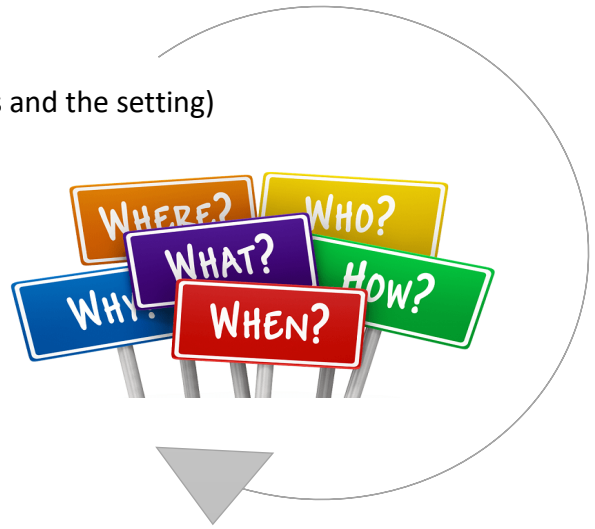 s and the setting)
WHERE?
WHO?
WHAT?
WHY?
HOW?
WHEN?